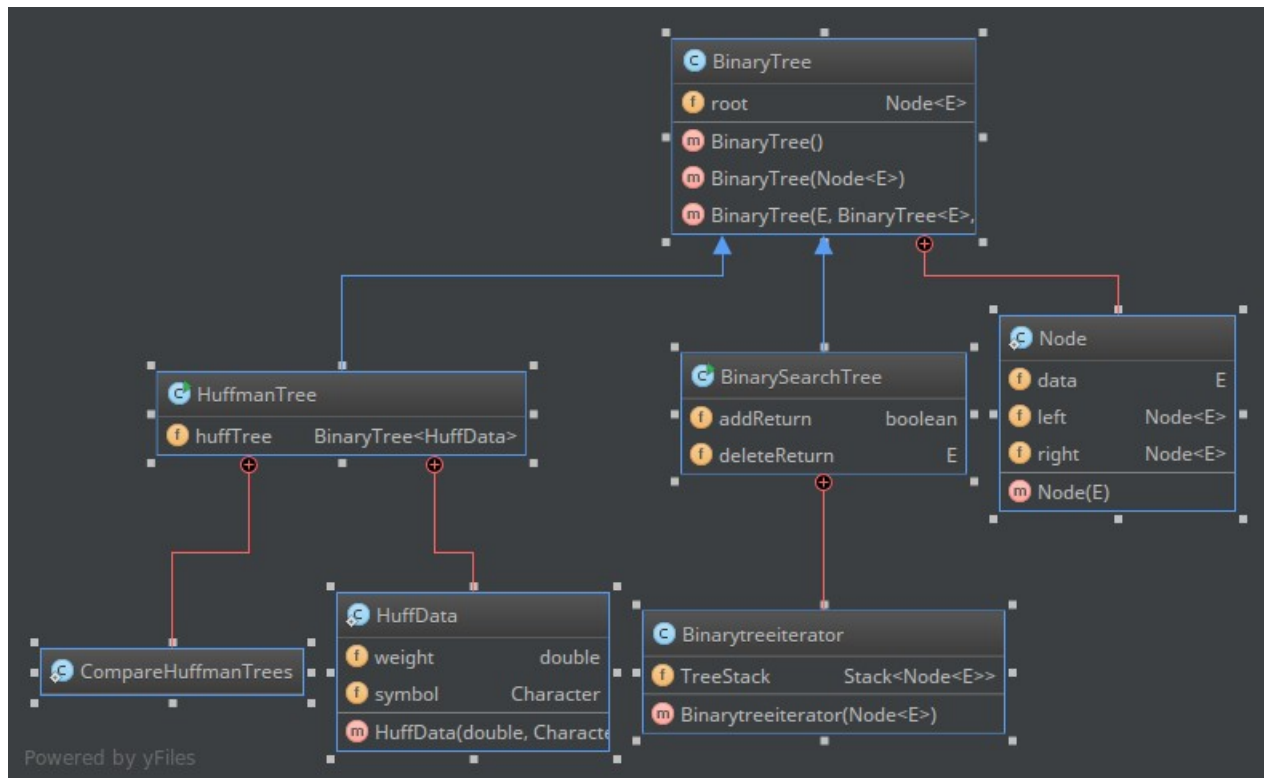 BinaryTree
root Node<E>
BinaryTree()
BinaryTree(Node<E>)
BinaryTree(E, BinaryTree<E>,
Node
data E
left Node<E>
right Node<E>
Node(E)
HuffmanTree
huffTree BinaryTree<HuffData>
BinarySearchTree
addReturn boolean
deleteReturn E
CompareHuffmanTrees
HuffData
weight double
symbol Character
HuffData(double, Characte
Binarytreeiterator
TreeStack Stack<Node<E>>
Binarytreeiterator(Node<E>)
Powered by yFiles